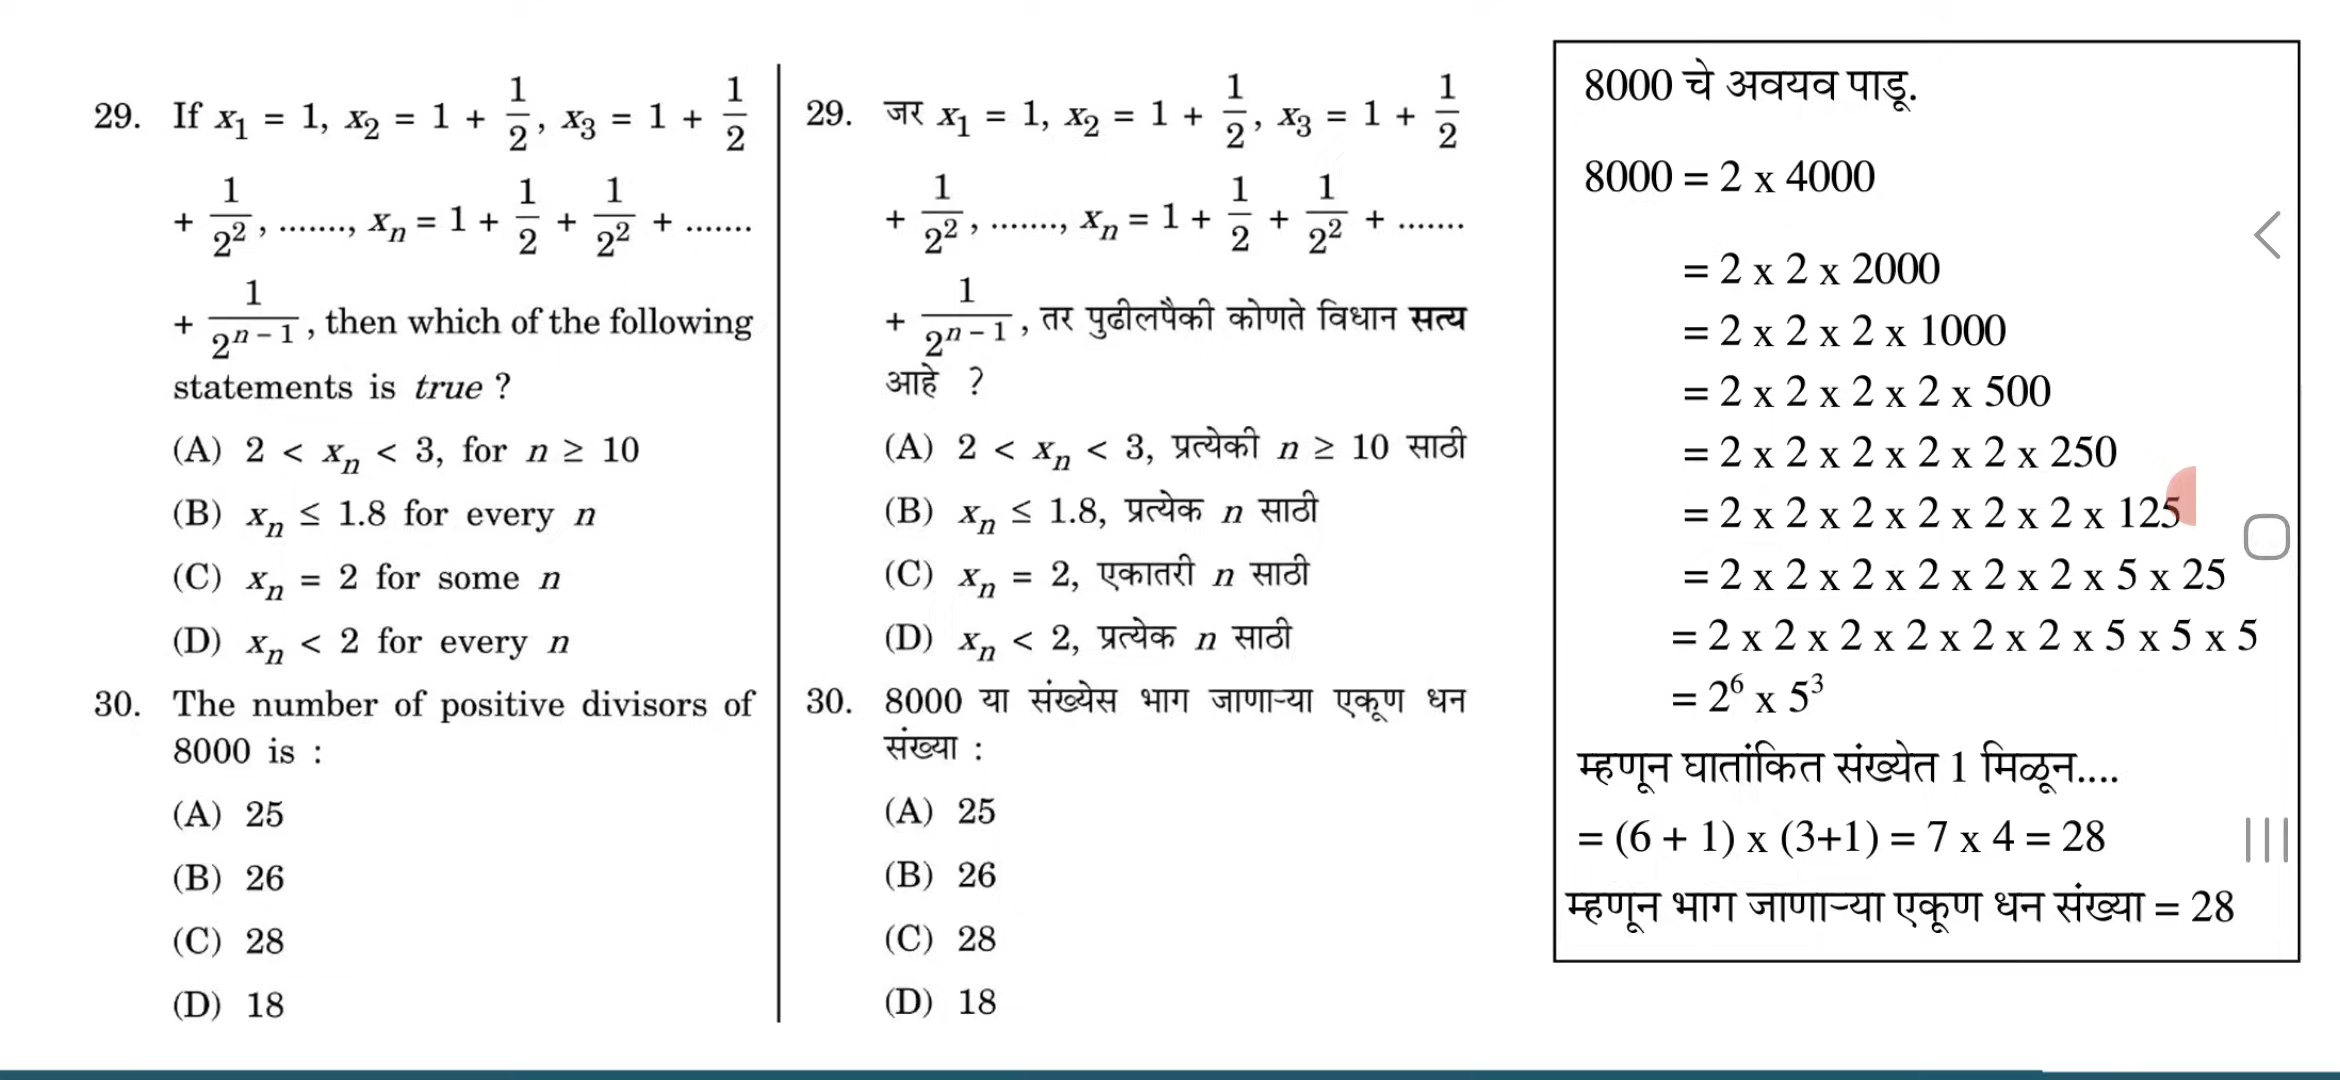 29. If x₁ = 1, x₂ = 1 + 1/2, x₃ = 1 + 1/2
+ 1/2², ......., xₙ = 1 + 1/2 + 1/2² + .......
+ 1/2ⁿ⁻¹, then which of the following
statements is true ?
(A) 2 < xₙ < 3, for n ≥ 10
(B) xₙ ≤ 1.8 for every n
(C) xₙ = 2 for some n
(D) xₙ < 2 for every n
30. The number of positive divisors of
8000 is :
(A) 25
(B) 26
(C) 28
(D) 18
29. जर x₁ = 1, x₂ = 1 + 1/2, x₃ = 1 + 1/2
+ 1/2², ......., xₙ = 1 + 1/2 + 1/2² + .......
+ 1/2ⁿ⁻¹, तर पुढीलपैकी कोणते विधान सत्य
आहे ?
(A) 2 < xₙ < 3, प्रत्येकी n ≥ 10 साठी
(B) xₙ ≤ 1.8, प्रत्येक n साठी
(C) xₙ = 2, एकातरी n साठी
(D) xₙ < 2, प्रत्येक n साठी
30. 8000 या संख्येस भाग जाणाऱ्या एकूण धन
संख्या :
(A) 25
(B) 26
(C) 28
(D) 18
8000 चे अवयव पाडू.
8000 = 2 x 4000
= 2 x 2 x 2000
= 2 x 2 x 2 x 1000
= 2 x 2 x 2 x 2 x 500
= 2 x 2 x 2 x 2 x 2 x 250
= 2 x 2 x 2 x 2 x 2 x 2 x 125
= 2 x 2 x 2 x 2 x 2 x 2 x 5 x 25
= 2 x 2 x 2 x 2 x 2 x 2 x 5 x 5 x 5
= 2⁶ x 5³
म्हणून घातांकित संख्येत 1 मिळून....
= (6 + 1) x (3+1) = 7 x 4 = 28
म्हणून भाग जाणाऱ्या एकूण धन संख्या = 28